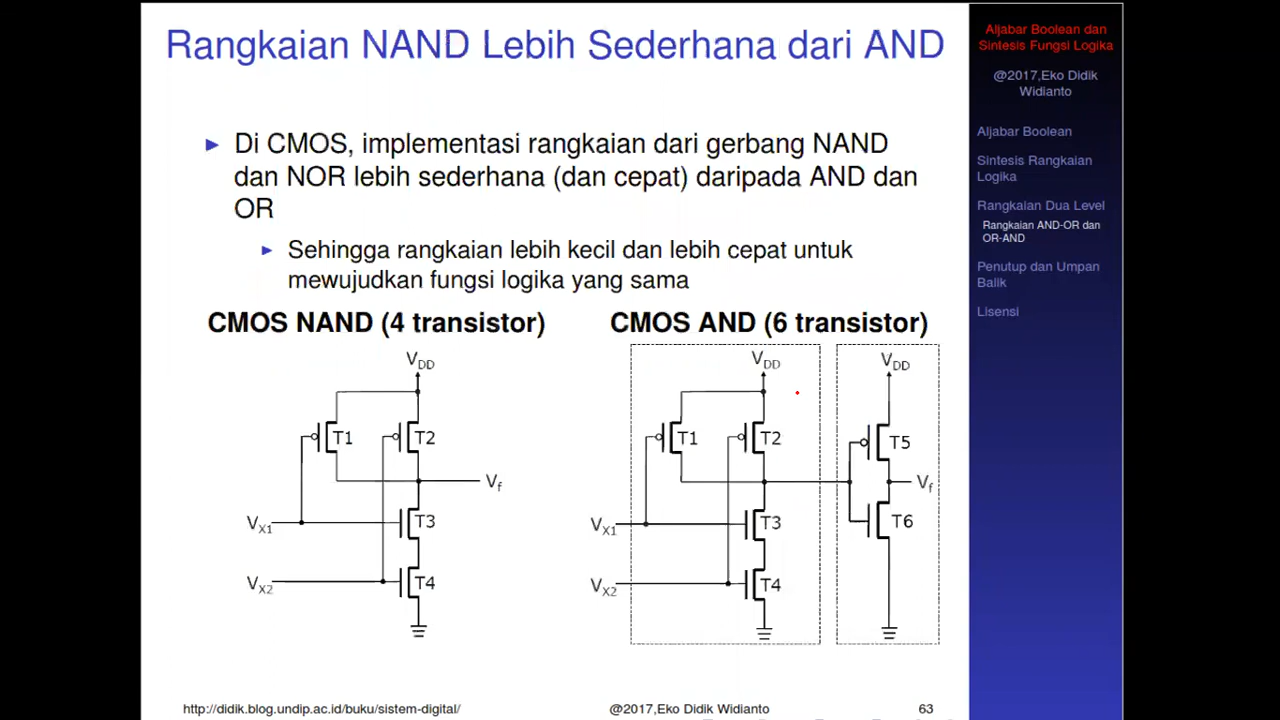 Rangkaian NAND Lebih Sederhana dari AND
Di CMOS, implementasi rangkaian dari gerbang NAND
dan NOR lebih sederhana (dan cepat) daripada AND dan
OR
Sehingga rangkaian lebih kecil dan lebih cepat untuk
mewujudkan fungsi logika yang sama
CMOS NAND (4 transistor)
VDD
T1
T2
Vf
VX1
T3
VX2
T4
CMOS AND (6 transistor)
VDD
VDD
T1
T2
T5
Vf
VX1
T3
T6
VX2
T4
http://didik.blog.undip.ac.id/buku/sistem-digital/
@2017,Eko Didik Widianto
63
Aljabar Boolean dan
Sintesis Fungsi Logika
@2017,Eko Didik
Widianto
Aljabar Boolean
Sintesis Rangkaian
Logika
Rangkaian Dua Level
Rangkaian AND-OR dan
OR-AND
Penutup dan Umpan
Balik
Lisensi